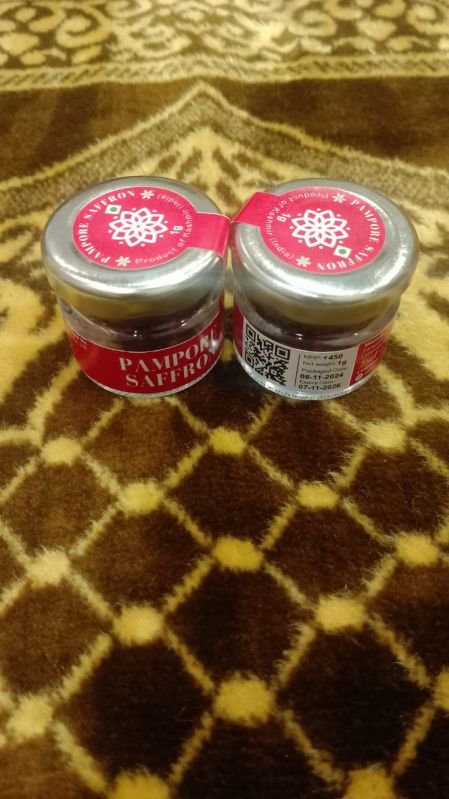 PAMPORE SAFFRON
Product of Kashmir (India)
1g
PAMPORE
SAFFRON
PAMPORE SAFFRON
Product of Kashmir (India)
1g
MRP: ₹450
Net weight: 1g
Packaged Date
08-11-2024
Expiry Date
07-11-2026